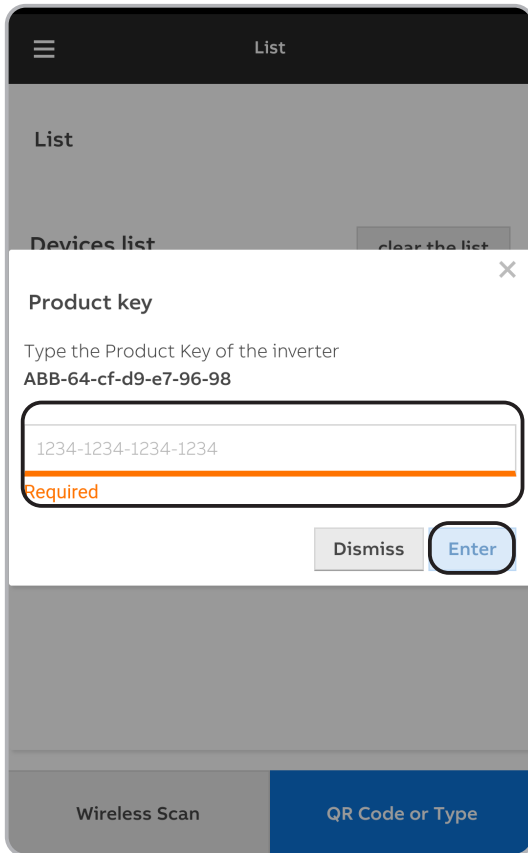 List
List
Devices list
clear the list
Product key
Type the Product Key of the inverter
ABB-64-cf-d9-e7-96-98
1234-1234-1234-1234
Required
Dismiss
Enter
Wireless Scan
QR Code or Type